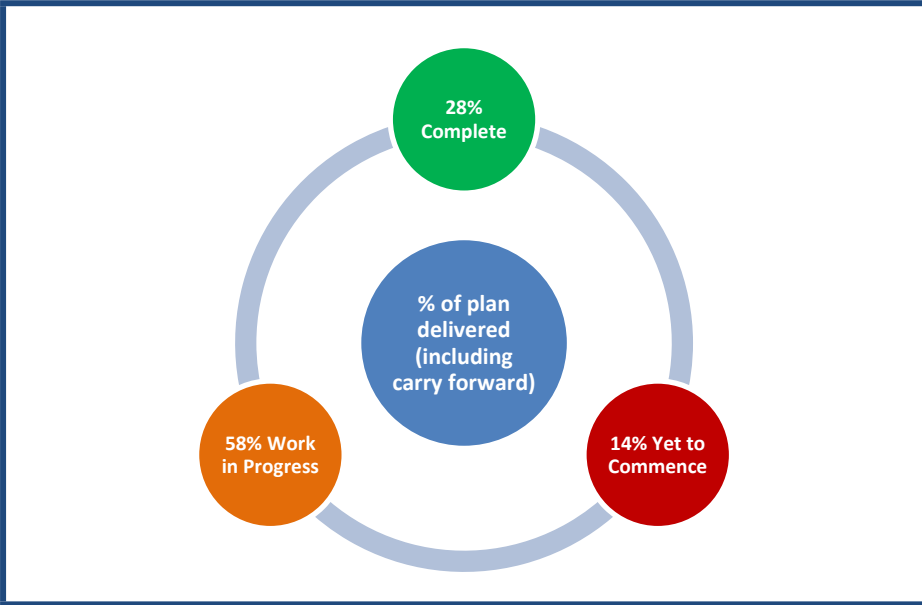 28%
Complete
% of plan
delivered
(including
carry forward)
58% Work
in Progress
14% Yet to
Commence